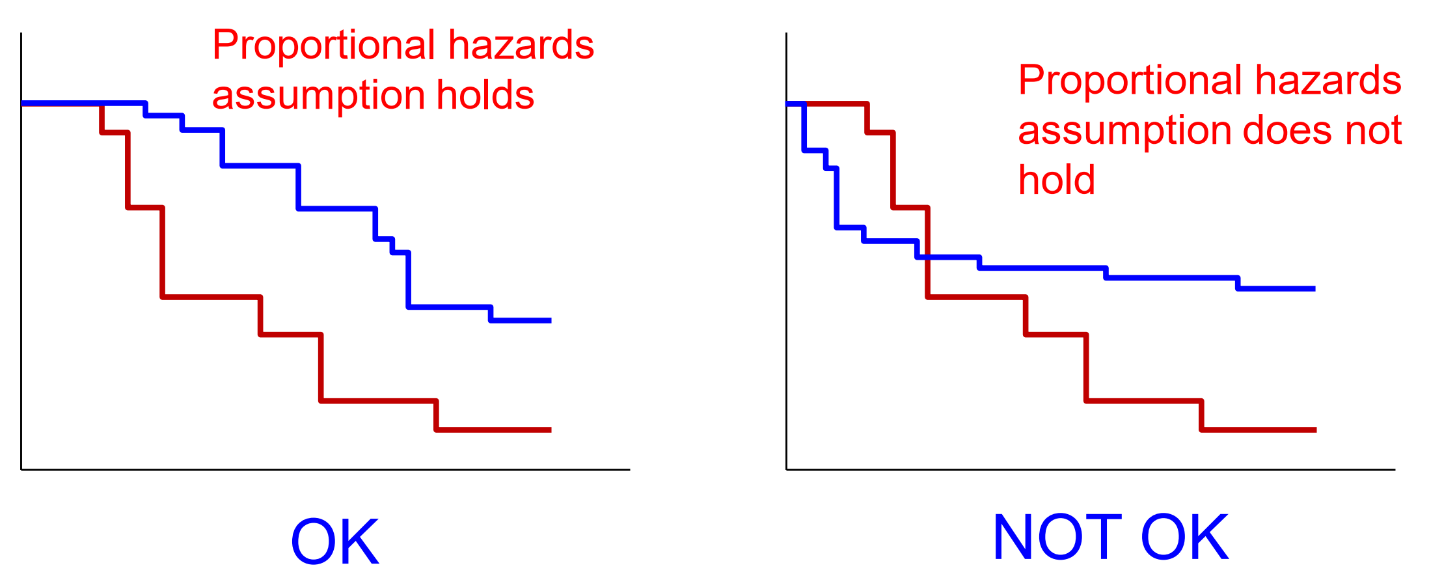 Proportional hazards
assumption holds
OK
Proportional hazards
assumption does not
hold
NOT OK